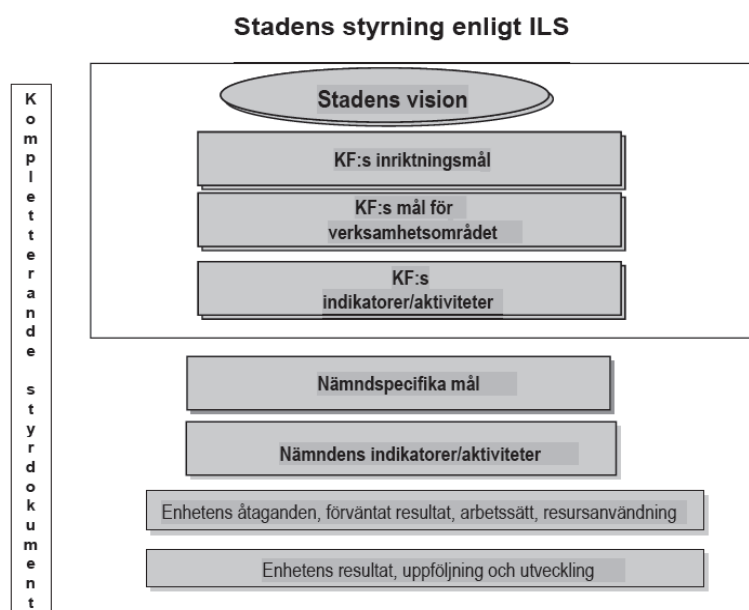 Stadens styrning enligt ILS
Kompletterande styrdokument
Stadens vision
KF:s inriktningsmål
KF:s mål för
verksamhetsområdet
KF:s
indikatorer/aktiviteter
Nämndspecifika mål
Nämndens indikatorer/aktiviteter
Enhetens åtaganden, förväntat resultat, arbetssätt, resursanvändning
Enhetens resultat, uppföljning och utveckling